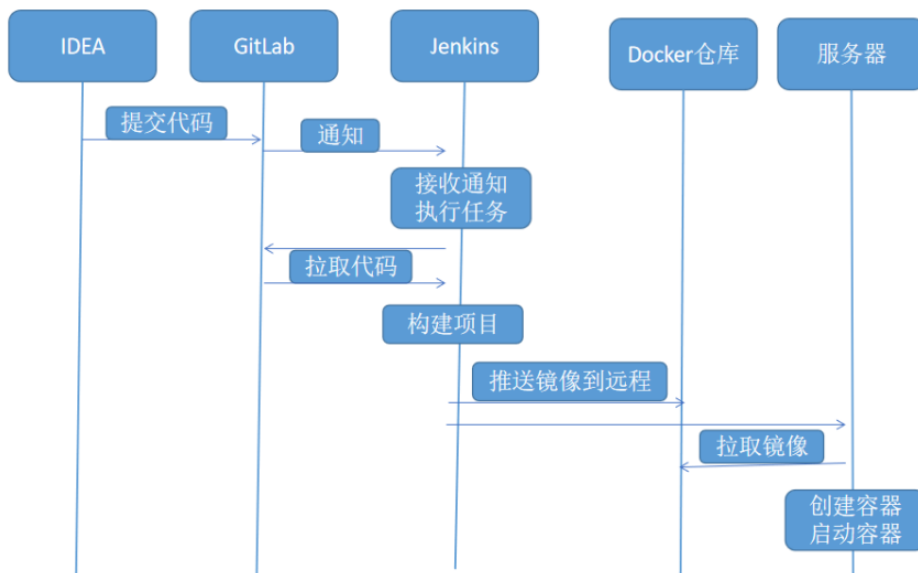 IDEA
GitLab
Jenkins
Docker仓库
服务器
提交代码
通知
接收通知
执行任务
拉取代码
构建项目
推送镜像到远程
拉取镜像
创建容器
启动容器